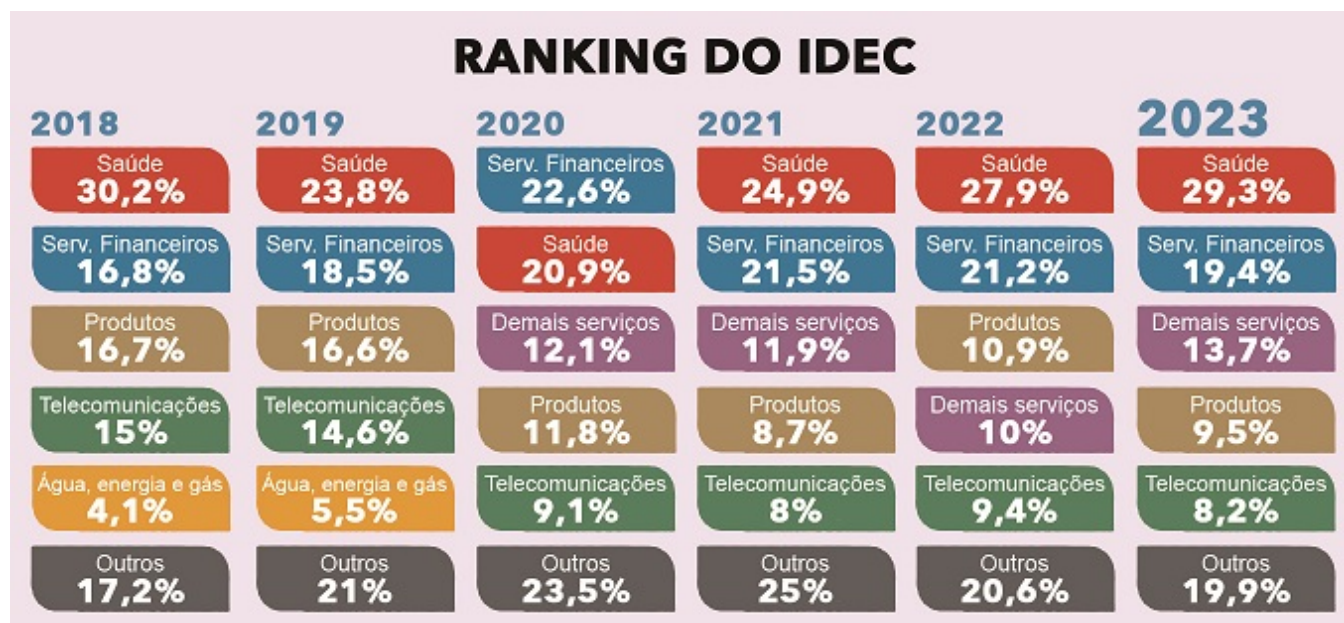 RANKING DO IDEC
2018
Saúde
30,2%
Serv. Financeiros
16,8%
Produtos
16,7%
Telecomunicações
15%
Água, energia e gás
4,1%
Outros
17,2%
2019
Saúde
23,8%
Serv. Financeiros
18,5%
Produtos
16,6%
Telecomunicações
14,6%
Água, energia e gás
5,5%
Outros
21%
2020
Serv. Financeiros
22,6%
Saúde
20,9%
Demais serviços
12,1%
Produtos
11,8%
Telecomunicações
9,1%
Outros
23,5%
2021
Saúde
24,9%
Serv. Financeiros
21,5%
Demais serviços
11,9%
Produtos
8,7%
Telecomunicações
8%
Outros
25%
2022
Saúde
27,9%
Serv. Financeiros
21,2%
Produtos
10,9%
Demais serviços
10%
Telecomunicações
9,4%
Outros
20,6%
2023
Saúde
29,3%
Serv. Financeiros
19,4%
Demais serviços
13,7%
Produtos
9,5%
Telecomunicações
8,2%
Outros
19,9%